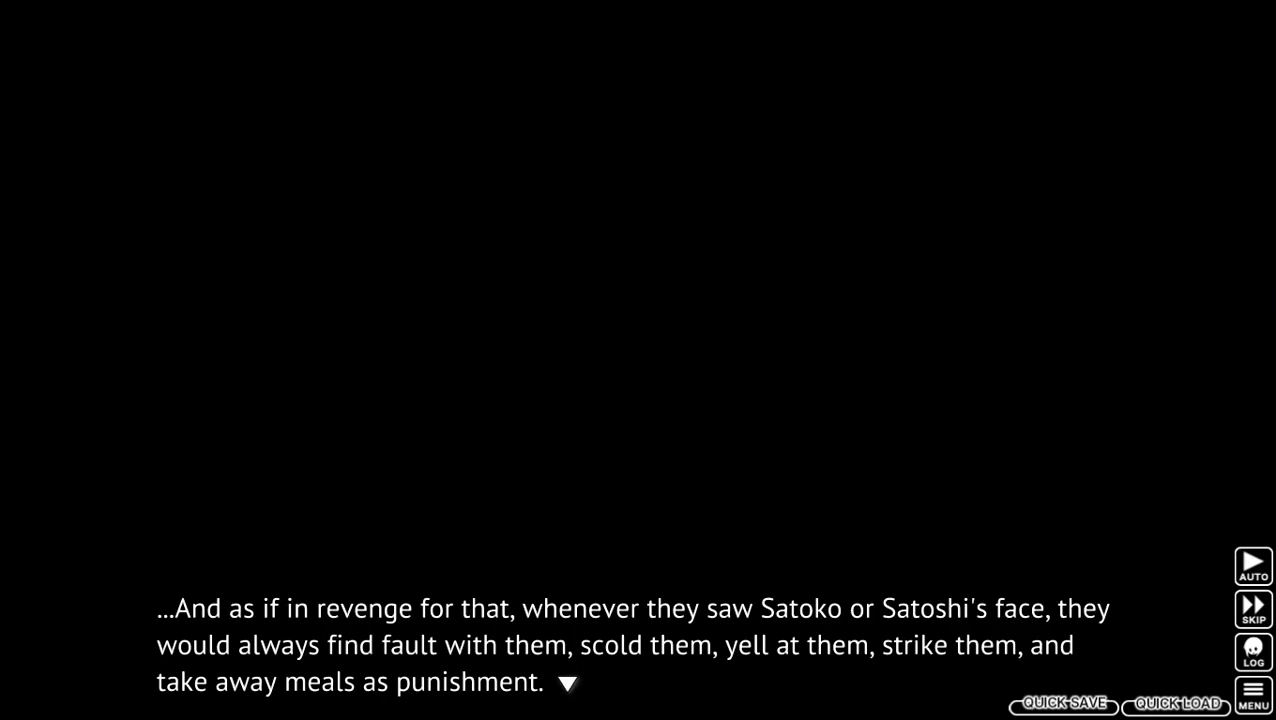 ...And as if in revenge for that, whenever they saw Satoko or Satoshi's face, they
would always find fault with them, scold them, yell at them, strike them, and
take away meals as punishment.
AUTO
SKIP
LOG
MENU
QUICK SAVE
QUICK LOAD